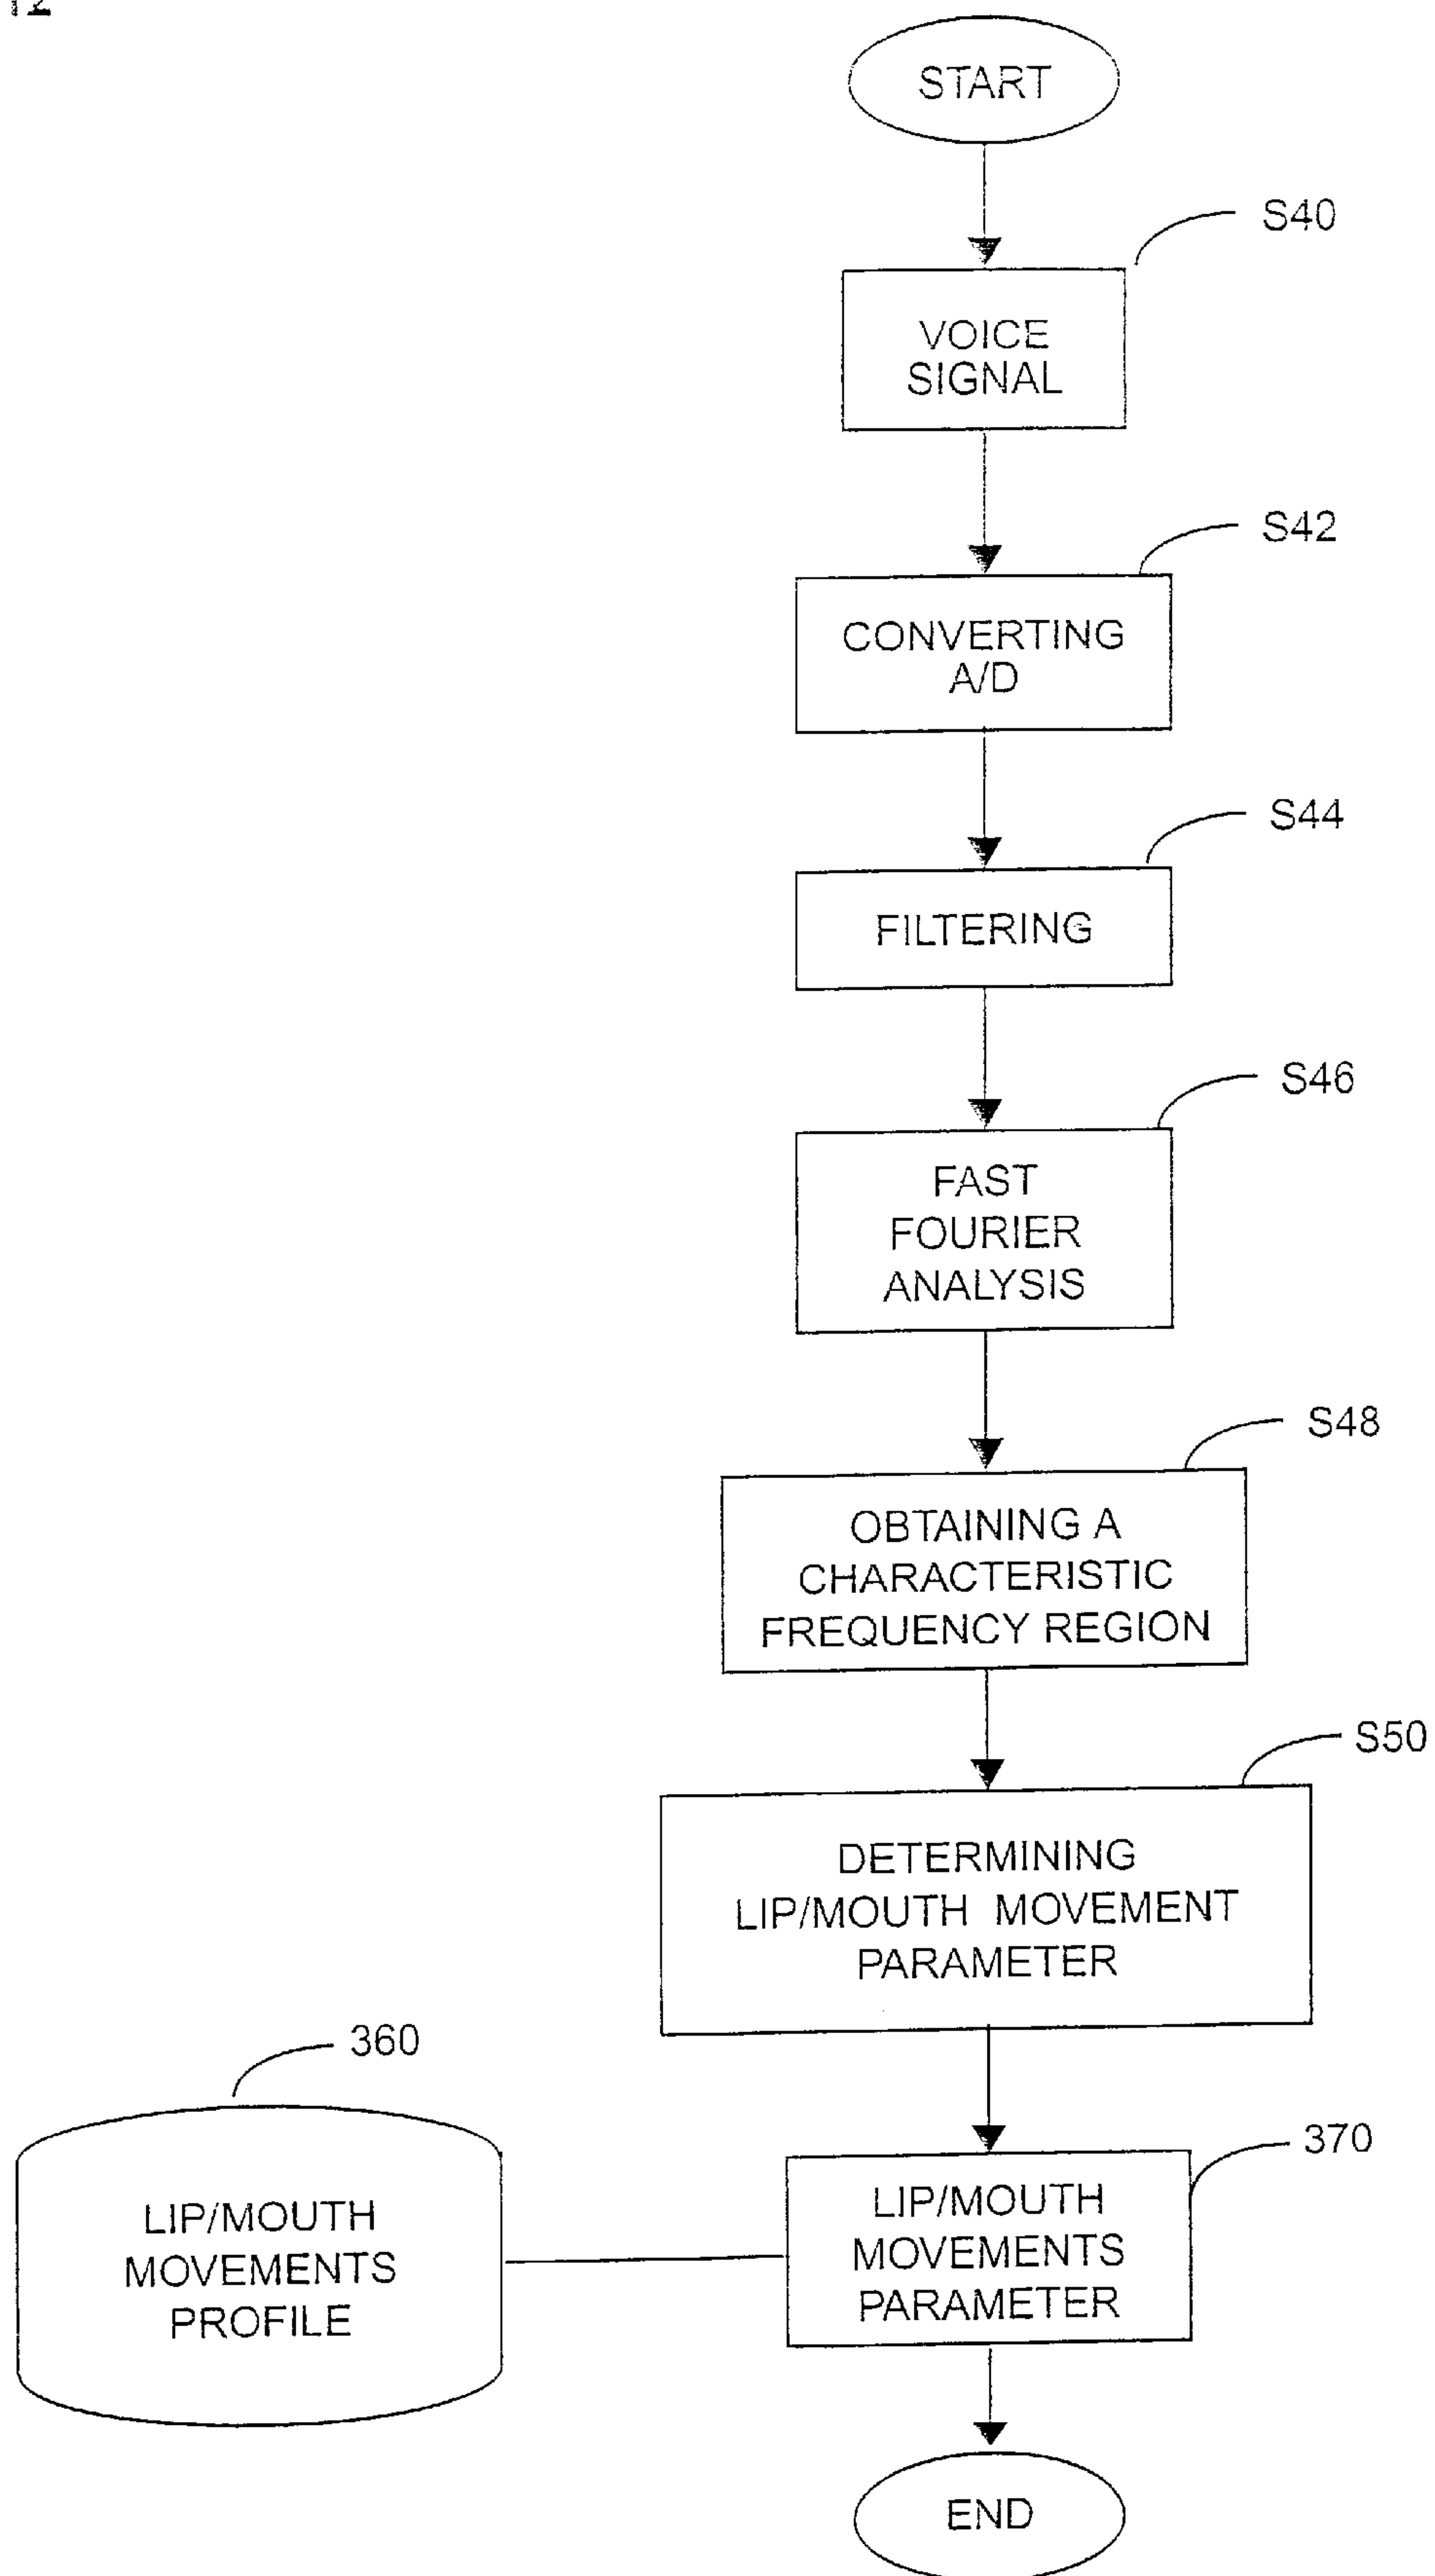 12
START
S40
VOICE
SIGNAL
S42
CONVERTING
A/D
S44
FILTERING
S46
FAST
FOURIER
ANALYSIS
S48
OBTAINING A
CHARACTERISTIC
FREQUENCY REGION
S50
DETERMINING
LIP/MOUTH MOVEMENT
PARAMETER
360
LIP/MOUTH
MOVEMENTS
PROFILE
370
LIP/MOUTH
MOVEMENTS
PARAMETER
END